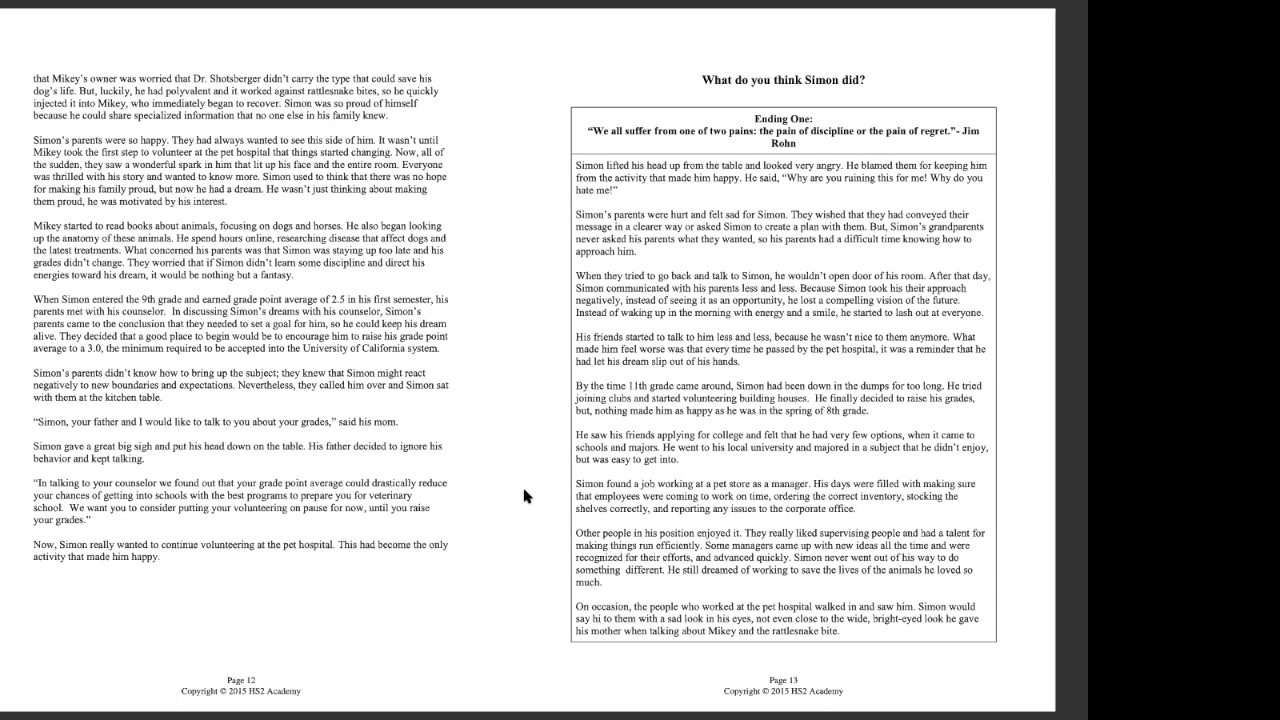 that Mikey's owner was worried that Dr. Shotsberger didn't carry the type that could save his
dog's life. But, luckily, he had polyvalent and it worked against rattlesnake bites, so he quickly
injected it into Mikey, who immediately began to recover. Simon was so proud of himself
because he could share specialized information that no one else in his family knew.
Simon's parents were so happy. They had always wanted to see this side of him. It wasn't until
Mikey took the first step to volunteer at the pet hospital that things started changing. Now, all of
the sudden, they saw a wonderful spark in him that lit up his face and the entire room. Everyone
was thrilled with his story and wanted to know more. Simon used to think that there was no hope
for making his family proud, but now he had a dream. He wasn't just thinking about making
them proud, he was motivated by his interest.
Mikey started to read books about animals, focusing on dogs and horses. He also began looking
up the anatomy of these animals. He spend hours online, researching disease that affect dogs and
the latest treatments. What concerned his parents was that Simon was staying up too late and his
grades didn't change. They worried that if Simon didn't learn some discipline and direct his
energies toward his dream, it would be nothing but a fantasy.
When Simon entered the 9th grade and earned grade point average of 2.5 in his first semester, his
parents met with his counselor.  In discussing Simon's dreams with his counselor, Simon's
parents came to the conclusion that they needed to set a goal for him, so he could keep his dream
alive. They decided that a good place to begin would be to encourage him to raise his grade point
average to a 3.0, the minimum required to be accepted into the University of California system.
Simon's parents didn't know how to bring up the subject; they knew that Simon might react
negatively to new boundaries and expectations. Nevertheless, they called him over and Simon sat
with them at the kitchen table.
"Simon, your father and I would like to talk to you about your grades," said his mom.
Simon gave a great big sigh and put his head down on the table. His father decided to ignore his
behavior and kept talking.
"In talking to your counselor we found out that your grade point average could drastically reduce
your chances of getting into schools with the best programs to prepare you for veterinary
school.  We want you to consider putting your volunteering on pause for now, until you raise
your grades."
Now, Simon really wanted to continue volunteering at the pet hospital. This had become the only
activity that made him happy.
Page 12
Copyright © 2015 HS2 Academy
What do you think Simon did?
Ending One:
"We all suffer from one of two pains: the pain of discipline or the pain of regret."- Jim
Rohn
Simon lifted his head up from the table and looked very angry. He blamed them for keeping him
from the activity that made him happy. He said, "Why are you ruining this for me! Why do you
hate me!"
Simon's parents were hurt and felt sad for Simon. They wished that they had conveyed their
message in a clearer way or asked Simon to create a plan with them. But, Simon's grandparents
never asked his parents what they wanted, so his parents had a difficult time knowing how to
approach him.
When they tried to go back and talk to Simon, he wouldn't open door of his room. After that day,
Simon communicated with his parents less and less. Because Simon took his their approach
negatively, instead of seeing it as an opportunity, he lost a compelling vision of the future.
Instead of waking up in the morning with energy and a smile, he started to lash out at everyone.
His friends started to talk to him less and less, because he wasn't nice to them anymore. What
made him feel worse was that every time he passed by the pet hospital, it was a reminder that he
had let his dream slip out of his hands.
By the time 11th grade came around, Simon had been down in the dumps for too long. He tried
joining clubs and started volunteering building houses.  He finally decided to raise his grades,
but, nothing made him as happy as he was in the spring of 8th grade.
He saw his friends applying for college and felt that he had very few options, when it came to
schools and majors. He went to his local university and majored in a subject that he didn't enjoy,
but was easy to get into.
Simon found a job working at a pet store as a manager. His days were filled with making sure
that employees were coming to work on time, ordering the correct inventory, stocking the
shelves correctly, and reporting any issues to the corporate office.
Other people in his position enjoyed it. They really liked supervising people and had a talent for
making things run efficiently. Some managers came up with new ideas all the time and were
recognized for their efforts, and advanced quickly. Simon never went out of his way to do
something  different. He still dreamed of working to save the lives of the animals he loved so
much.
On occasion, the people who worked at the pet hospital walked in and saw him. Simon would
say hi to them with a sad look in his eyes, not even close to the wide, bright-eyed look he gave
his mother when talking about Mikey and the rattlesnake bite.
Page 13
Copyright © 2015 HS2 Academy